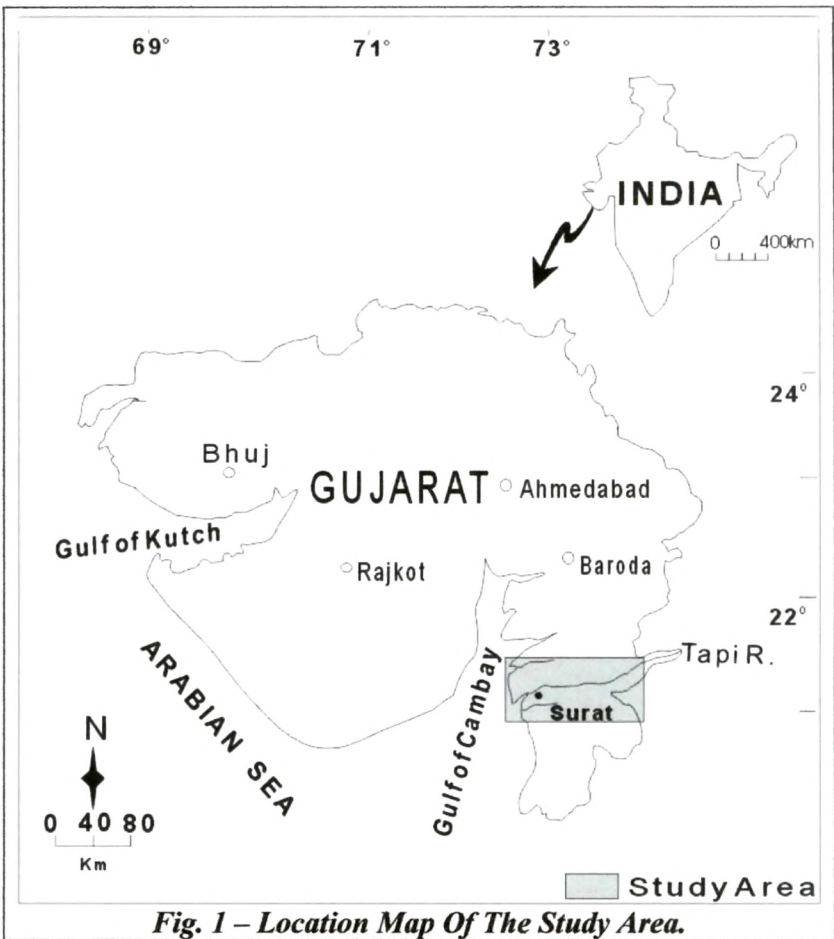 69° 71° 73°
INDIA
0 400km
24°
Bhuj
GUJARAT
Ahmedabad
Gulf of Kutch
Rajkot
Baroda
22°
Tapi R.
ARABIAN SEA
Gulf of Cambay
Surat
N
0 40 80
Km
Study Area
Fig. 1 – Location Map Of The Study Area.